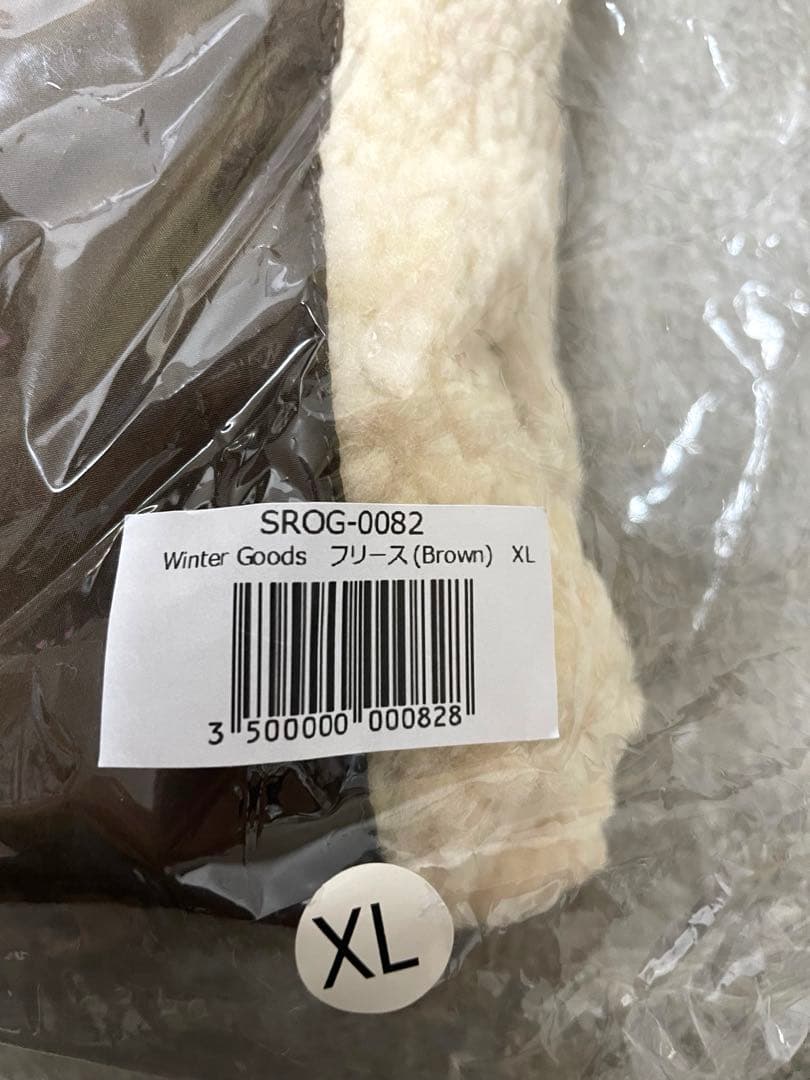 SROG-0082
Winter Goods　フリース(Brown)　XL
3 500000 000828
XL